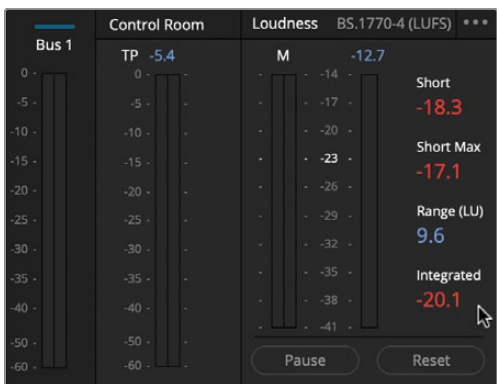 Bus 1
0 -
-5 -
-10 -
-15 -
-20 -
-25 -
-30 -
-35 -
-40 -
-50 -
-60 -
Control Room
TP -5.4
0 -
-5 -
-10 -
-15 -
-20 -
-25 -
-30 -
-35 -
-40 -
-50 -
-60 -
Loudness BS.1770-4 (LUFS) •••
M -12.7
- -14 -
- -17 -
- -20 -
- -23 -
- -26 -
- -29 -
- -32 -
- -35 -
- -38 -
- -41 -
Short
-18.3
Short Max
-17.1
Range (LU)
9.6
Integrated
-20.1
Pause Reset